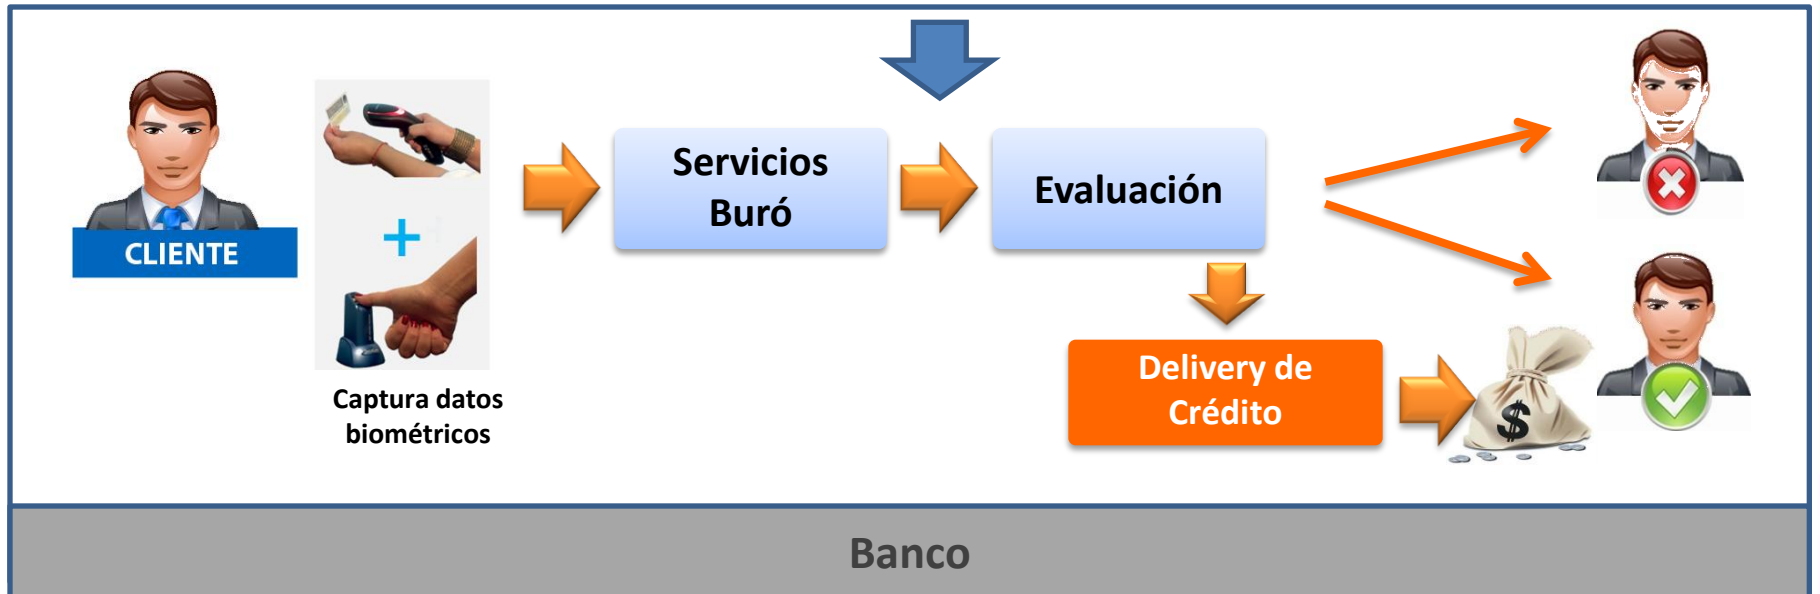 CLIENTE
Captura datos
biométricos
Servicios
Buró
Evaluación
Delivery de
Crédito
$
Banco